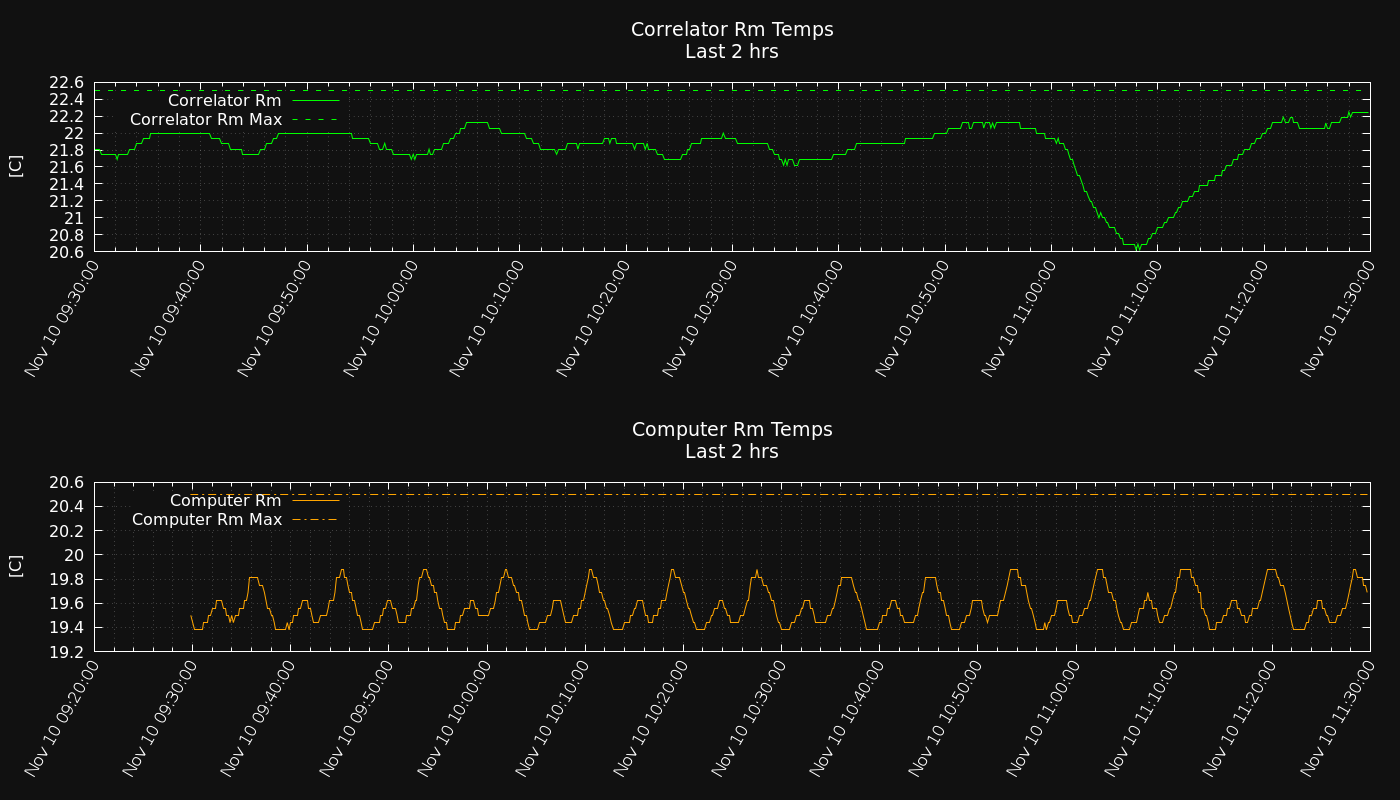 Correlator Rm Temps
Last 2 hrs
22.6
22.4
22.2
22
21.8
21.6
21.4
21.2
21
20.8
20.6
[C]
Correlator Rm
Correlator Rm Max
Nov 10 09:30:00
Nov 10 09:40:00
Nov 10 09:50:00
Nov 10 10:00:00
Nov 10 10:10:00
Nov 10 10:20:00
Nov 10 10:30:00
Nov 10 10:40:00
Nov 10 10:50:00
Nov 10 11:00:00
Nov 10 11:10:00
Nov 10 11:20:00
Nov 10 11:30:00
Computer Rm Temps
Last 2 hrs
20.6
20.4
20.2
20
19.8
19.6
19.4
19.2
[C]
Computer Rm
Computer Rm Max
Nov 10 09:20:00
Nov 10 09:30:00
Nov 10 09:40:00
Nov 10 09:50:00
Nov 10 10:00:00
Nov 10 10:10:00
Nov 10 10:20:00
Nov 10 10:30:00
Nov 10 10:40:00
Nov 10 10:50:00
Nov 10 11:00:00
Nov 10 11:10:00
Nov 10 11:20:00
Nov 10 11:30:00